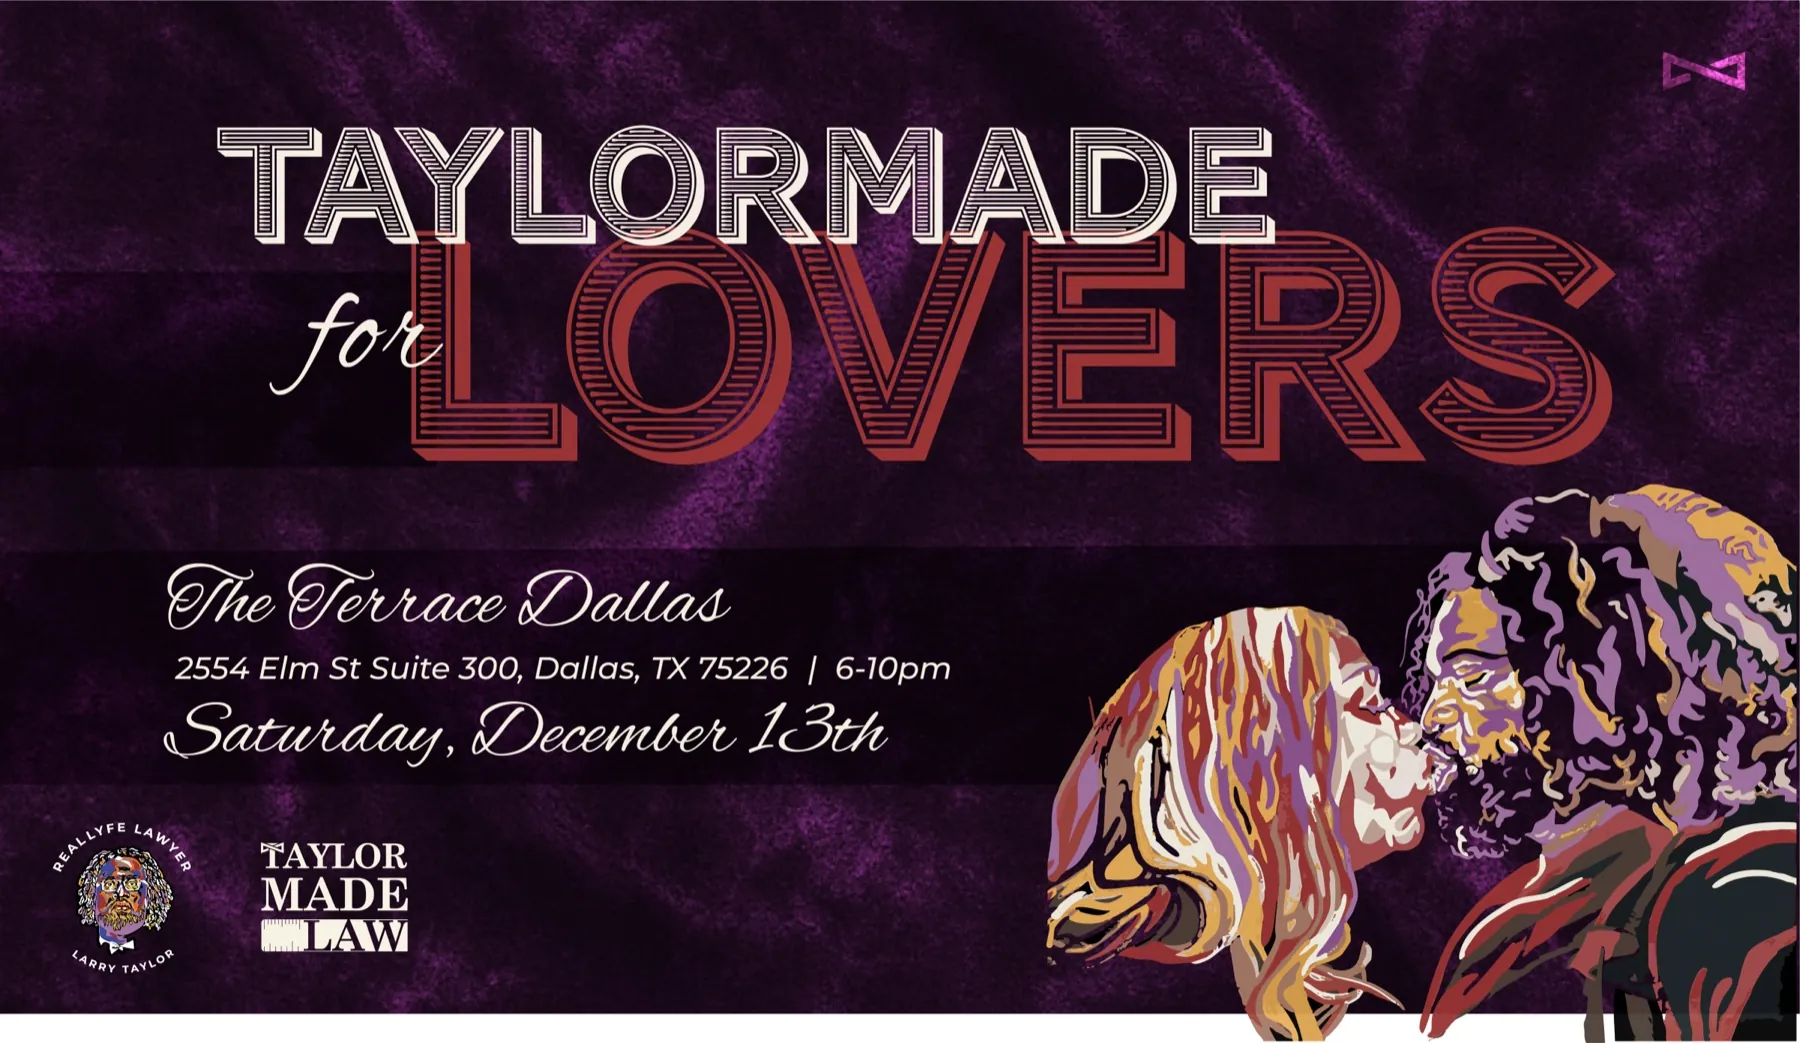 TAYLORMADE
for LOVERS
The Terrace Dallas
2554 Elm St Suite 300, Dallas, TX 75226 | 6-10pm
Saturday, December 13th
REALLYFE LAWYER
LARRY TAYLOR
TAYLOR
MADE
LAW